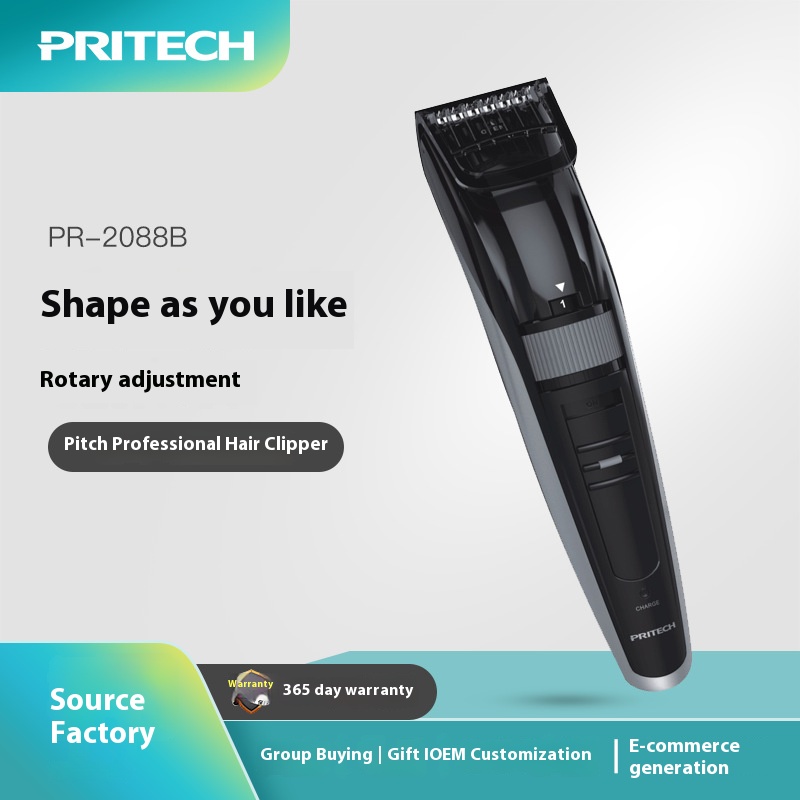 PRITECH
PR-2088B
Shape as you like
Rotary adjustment
Pitch Professional Hair Clipper
1
CHARGE
PRITECH
Warranty
365 day warranty
Source
Factory
Group Buying | Gift IOEM Customization
E-commerce
generation